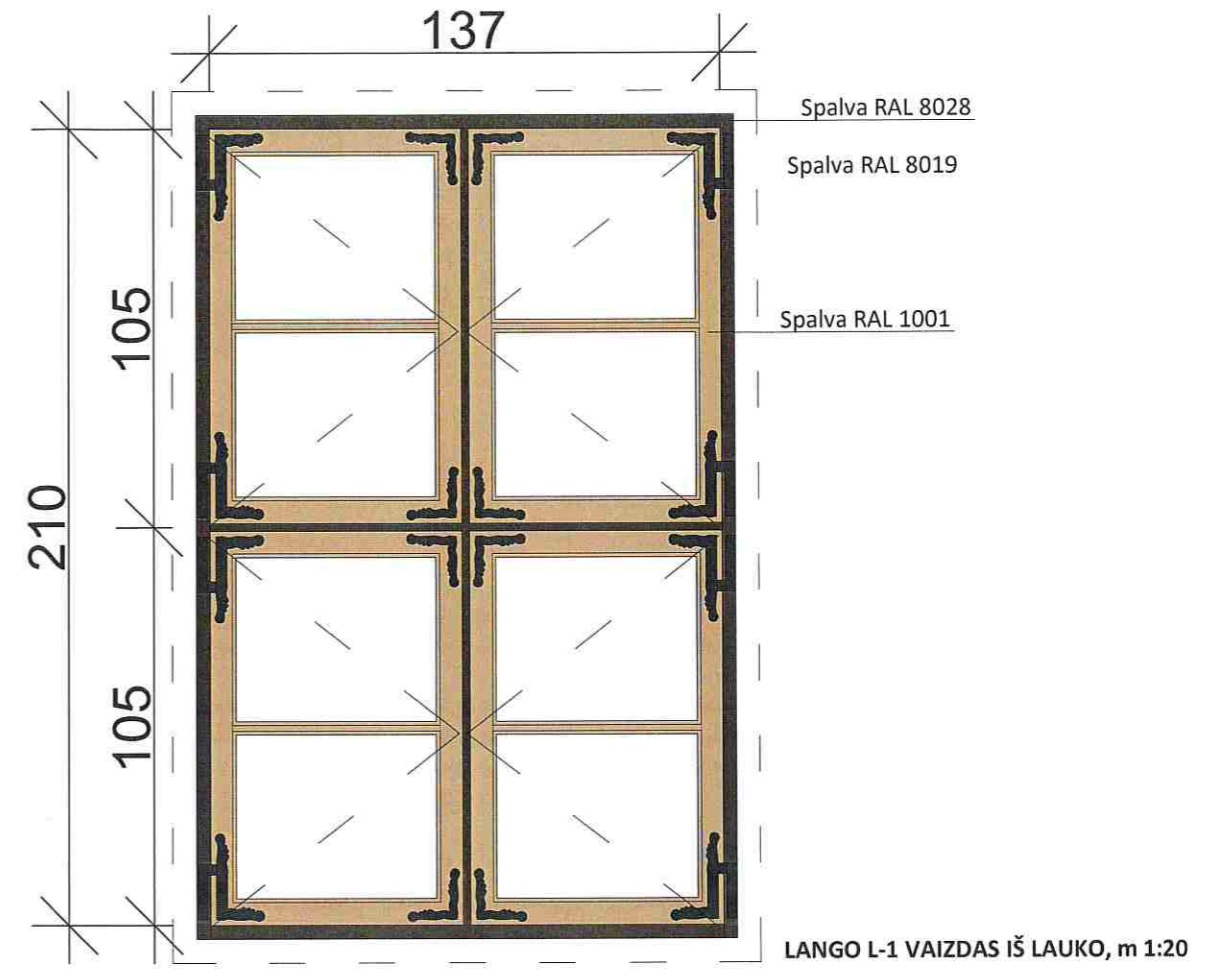 137
Spalva RAL 8028
Spalva RAL 8019
105
Spalva RAL 1001
210
105
LANGO L-1 VAIZDAS IŠ LAUKO, m 1:20